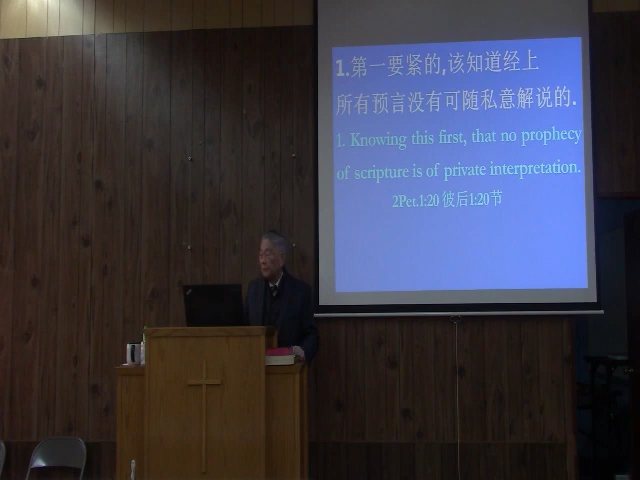 1.第一要紧的,该知道经上
所有预言没有可随私意解说的.
1. Knowing this first, that no prophecy
of scripture is of private interpretation.
2Pet.1:20 彼后1:20节